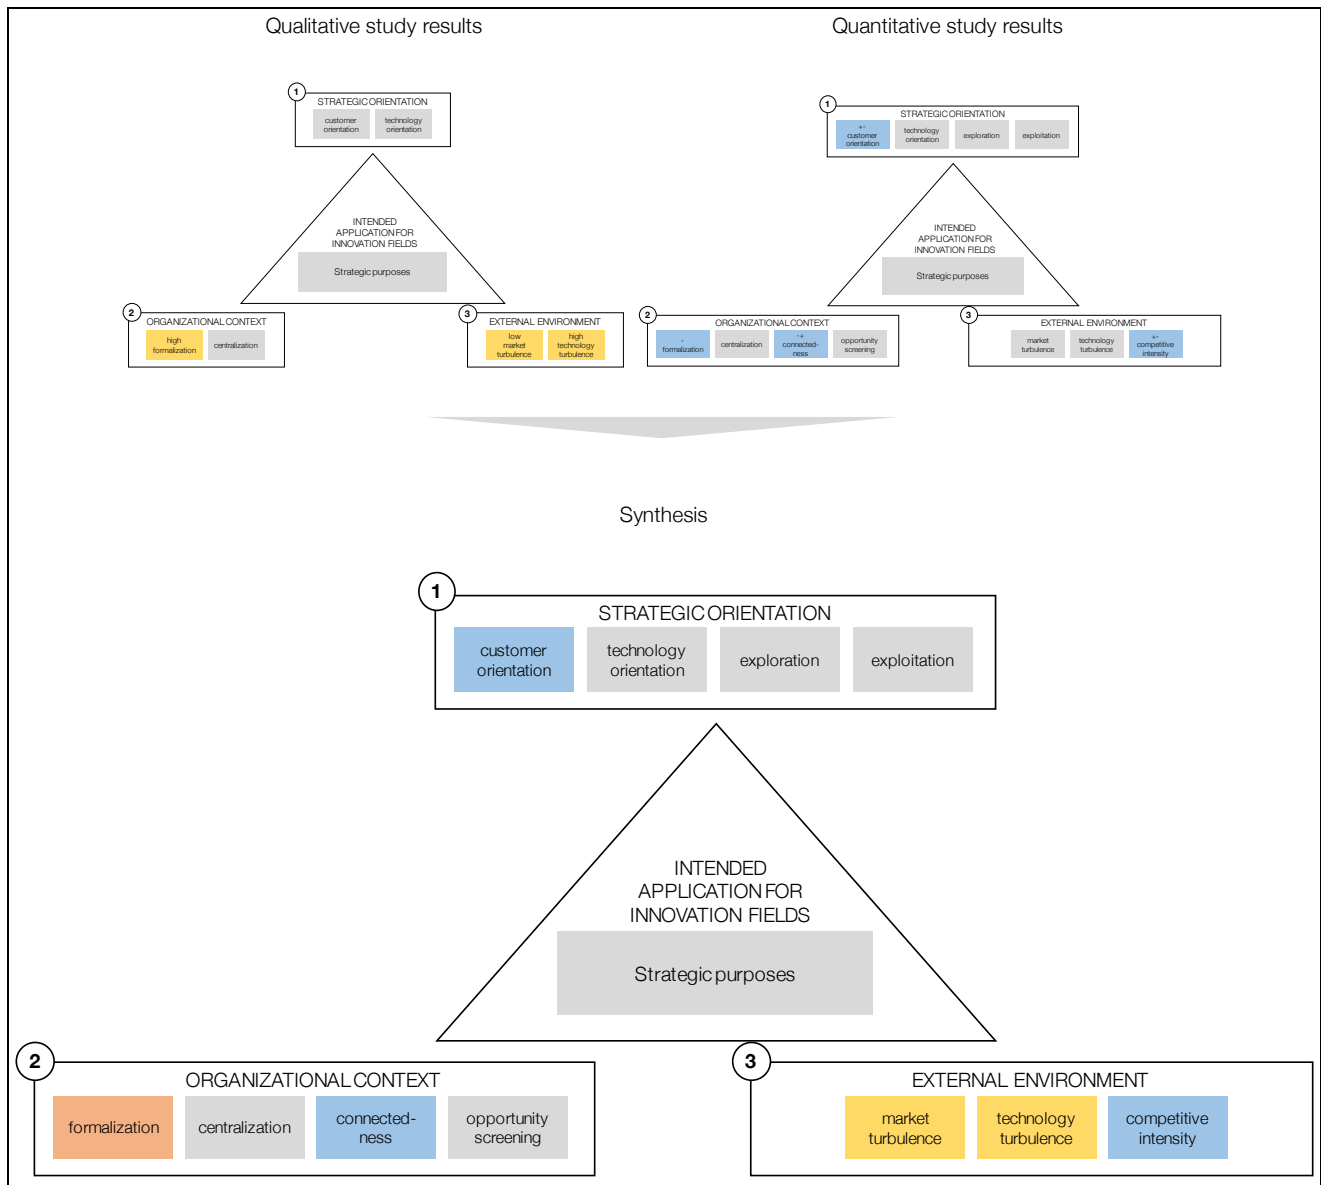 Qualitative study results
Quantitative study results
1
STRATEGIC ORIENTATION
customer
orientation
technology
orientation
INTENDED
APPLICATION FOR
INNOVATION FIELDS
Strategic purposes
2
ORGANIZATIONAL CONTEXT
high
formalization
centralization
3
EXTERNAL ENVIRONMENT
low
market
turbulence
high
technology
turbulence
1
STRATEGIC ORIENTATION
+-
customer
orientation
technology
orientation
exploration
exploitation
INTENDED
APPLICATION FOR
INNOVATION FIELDS
Strategic purposes
2
ORGANIZATIONAL CONTEXT
-
formalization
centralization
-+
connected-
ness
opportunity
screening
3
EXTERNAL ENVIRONMENT
market
turbulence
technology
turbulence
+-
competitive
intensity
Synthesis
1
STRATEGIC ORIENTATION
customer
orientation
technology
orientation
exploration
exploitation
INTENDED
APPLICATION FOR
INNOVATION FIELDS
Strategic purposes
2
ORGANIZATIONAL CONTEXT
formalization
centralization
connected-
ness
opportunity
screening
3
EXTERNAL ENVIRONMENT
market
turbulence
technology
turbulence
competitive
intensity